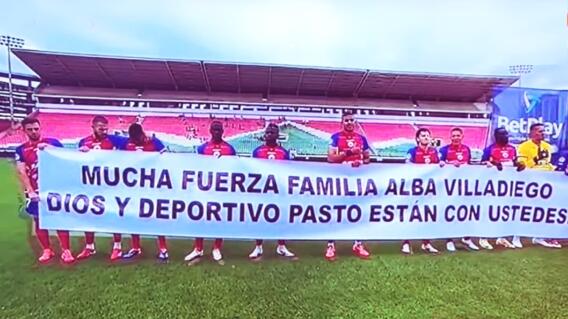 MUCHA FUERZA FAMILIA ALBA VILLADIEGO
DIOS Y DEPORTIVO PASTO ESTÁN CON USTEDES
BetPlay